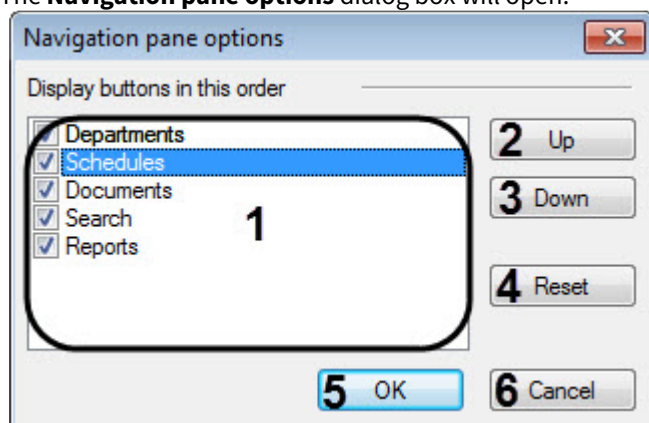 The Navigation pane options dialog box will open.
Navigation pane options
Display buttons in this order
Departments
Schedules
Documents
Search
Reports
1
2 Up
3 Down
4 Reset
5 OK
6 Cancel